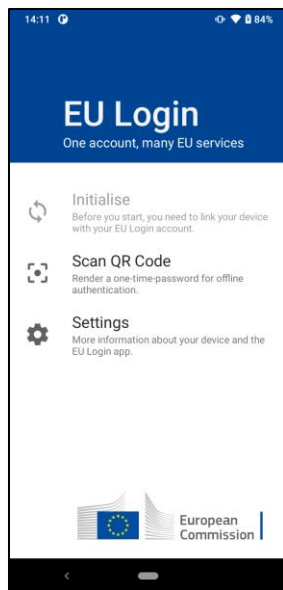 14:11 84%
EU Login
One account, many EU services
Initialise
Before you start, you need to link your device
with your EU Login account.
Scan QR Code
Render a one-time-password for offline
authentication.
Settings
More information about your device and the
EU Login app.
European
Commission